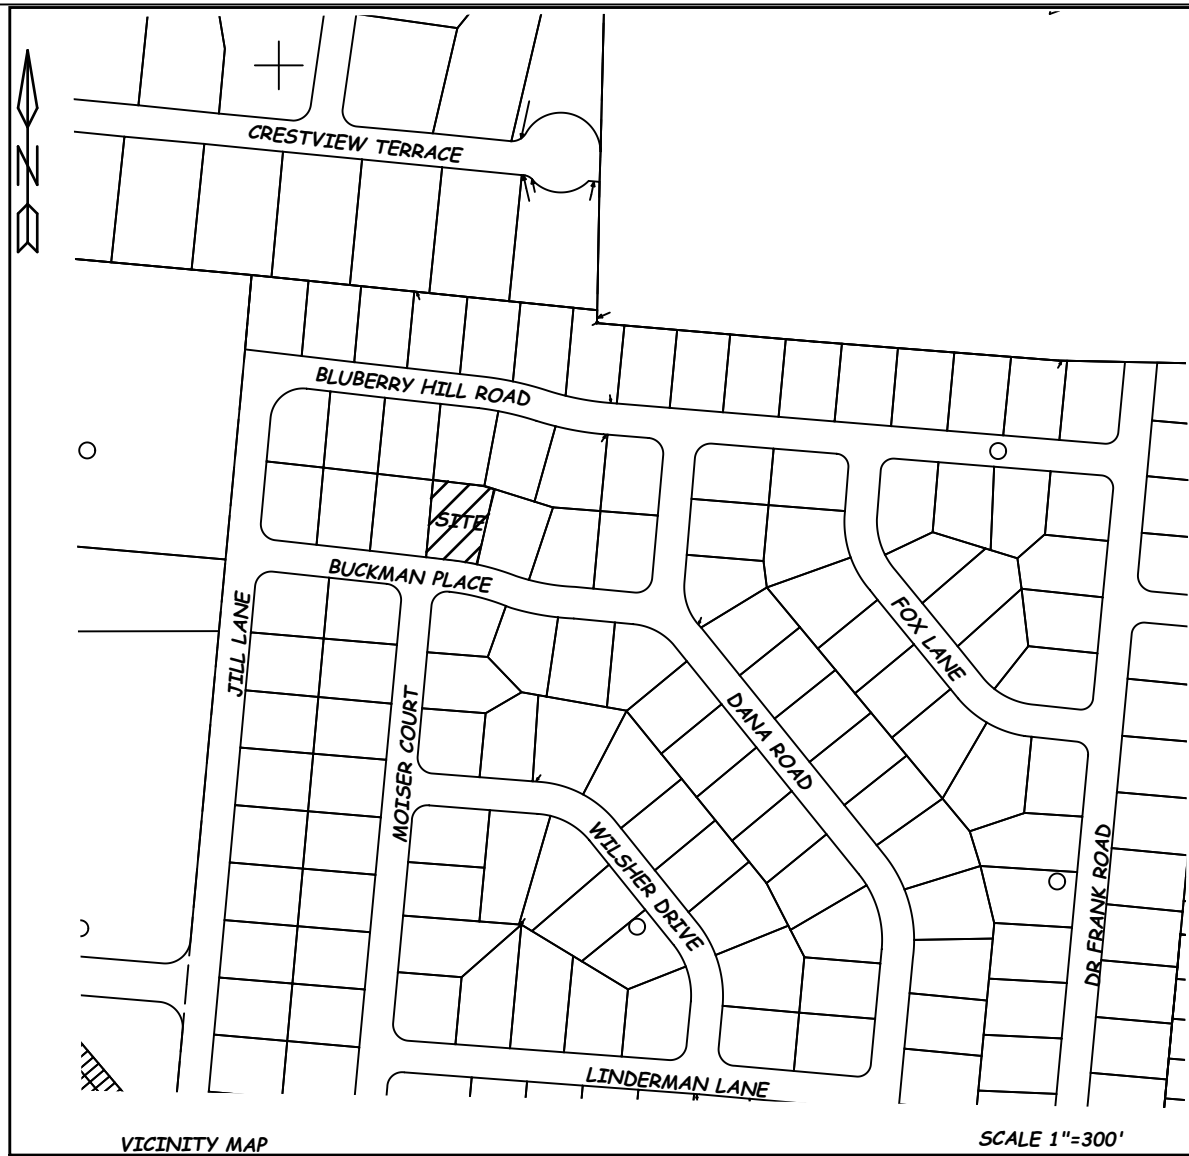 CRESTVIEW TERRACE
N
BLUBERRY HILL ROAD
SITE
BUCKMAN PLACE
JILL LANE
FOX LANE
MOISER COURT
DANA ROAD
WILSHER DRIVE
DR FRANK ROAD
LINDERMAN LANE
VICINITY MAP
SCALE 1"=300'